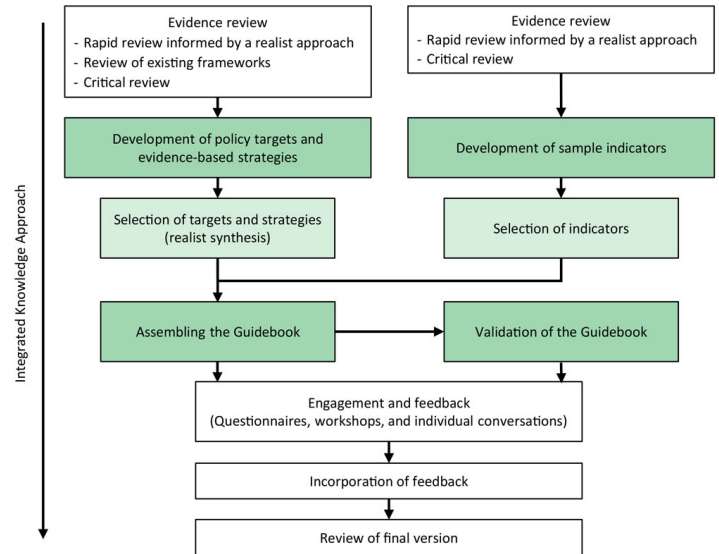 Evidence review
- Rapid review informed by a realist approach
- Review of existing frameworks
- Critical review
Evidence review
- Rapid review informed by a realist approach
- Critical review
Development of policy targets and
evidence-based strategies
Development of sample indicators
Selection of targets and strategies
(realist synthesis)
Selection of indicators
Assembling the Guidebook
Validation of the Guidebook
Engagement and feedback
(Questionnaires, workshops, and individual conversations)
Incorporation of feedback
Review of final version
Integrated Knowledge Approach